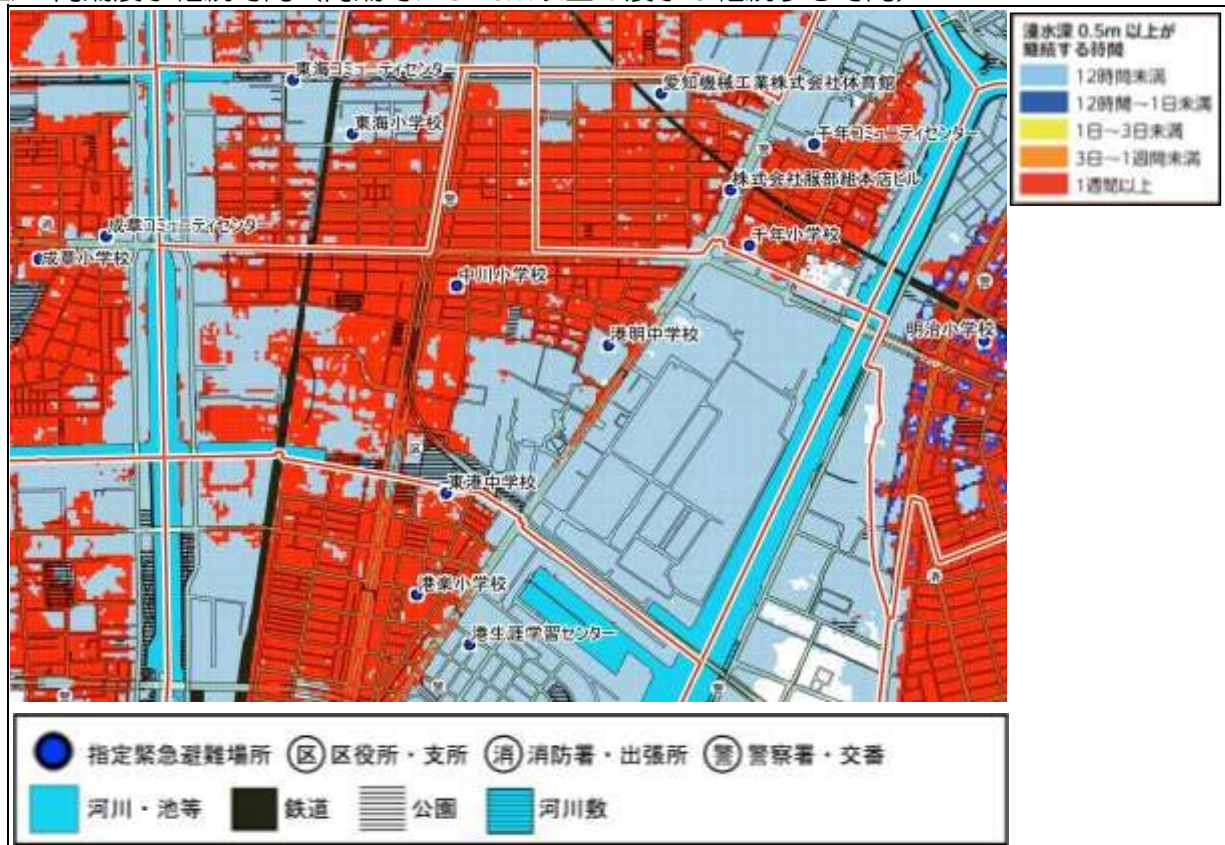 浸水深 0.5m 以上が
継続する時間
12時間未満
12時間～1日未満
1日～3日未満
3日～1週間未満
1週間以上
東海コミューティセンタ
愛知機械工業株式会社体育館
東海小学校
千年コミューティセンター
株式会社服部組本店ビル
成章コミューティセンター
千年小学校
成章小学校
中川小学校
港明中学校
明治小学校
東港中学校
港楽小学校
港生涯学習センター
区
消
警
指定緊急避難場所
区 区役所・支所
消 消防署・出張所
警 警察署・交番
河川・池等
鉄道
公園
河川敷